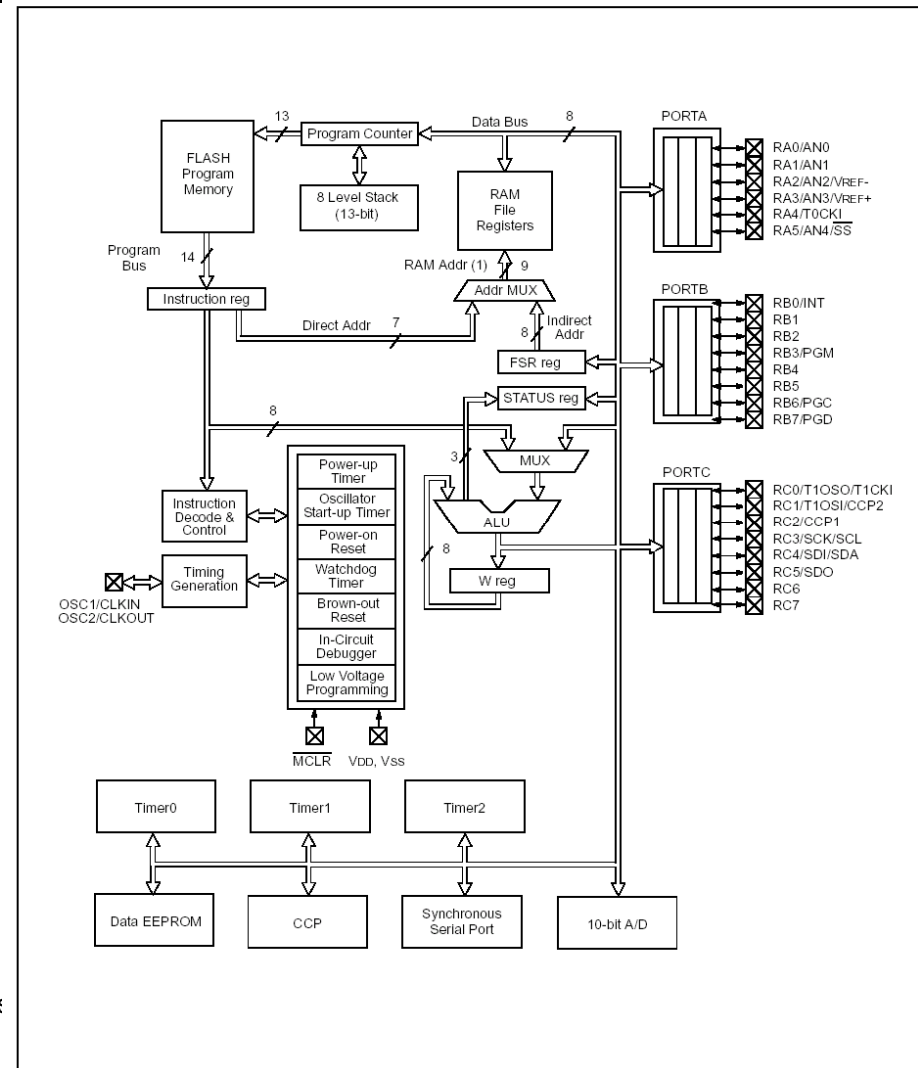 13
Program Counter
Data Bus
8
PORTA
FLASH
Program
Memory
8 Level Stack
(13-bit)
RAM
File
Registers
RA0/AN0
RA1/AN1
RA2/AN2/VREF-
RA3/AN3/VREF+
RA4/T0CKI
RA5/AN4/SS
Program
Bus
14
RAM Addr (1)
9
PORTB
Instruction reg
Addr MUX
Direct Addr
7
8
Indirect
Addr
FSR reg
STATUS reg
RB0/INT
RB1
RB2
RB3/PGM
RB4
RB5
RB6/PGC
RB7/PGD
8
3
MUX
ALU
8
W reg
PORTC
RC0/T1OSO/T1CKI
RC1/T1OSI/CCP2
RC2/CCP1
RC3/SCK/SCL
RC4/SDI/SDA
RC5/SDO
RC6
RC7
Power-up
Timer
Oscillator
Start-up Timer
Power-on
Reset
Watchdog
Timer
Brown-out
Reset
In-Circuit
Debugger
Low Voltage
Programming
Instruction
Decode &
Control
Timing
Generation
OSC1/CLKIN
OSC2/CLKOUT
MCLR
VDD, VSS
Timer0
Timer1
Timer2
Data EEPROM
CCP
Synchronous
Serial Port
10-bit A/D